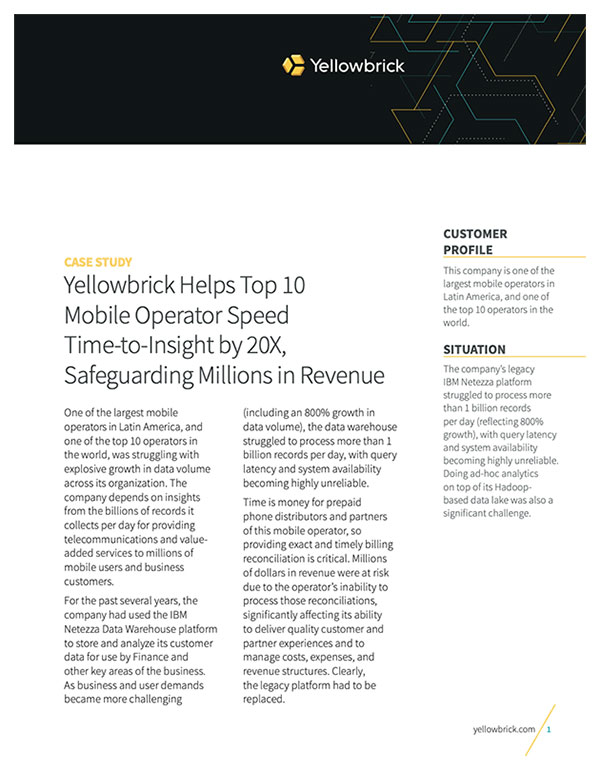 Yellowbrick
CASE STUDY
Yellowbrick Helps Top 10
Mobile Operator Speed
Time-to-Insight by 20X,
Safeguarding Millions in Revenue
One of the largest mobile
operators in Latin America, and
one of the top 10 operators in
the world, was struggling with
explosive growth in data volume
across its organization. The
company depends on insights
from the billions of records it
collects per day for providing
telecommunications and value-
added services to millions of
mobile users and business
customers.
For the past several years, the
company had used the IBM
Netezza Data Warehouse platform
to store and analyze its customer
data for use by Finance and
other key areas of the business.
As business and user demands
became more challenging
(including an 800% growth in
data volume), the data warehouse
struggled to process more than 1
billion records per day, with query
latency and system availability
becoming highly unreliable.
Time is money for prepaid
phone distributors and partners
of this mobile operator, so
providing exact and timely billing
reconciliation is critical. Millions
of dollars in revenue were at risk
due to the operator's inability to
process those reconciliations,
significantly affecting its ability
to deliver quality customer and
partner experiences and to
manage costs, expenses, and
revenue structures. Clearly,
the legacy platform had to be
replaced.
CUSTOMER
PROFILE
This company is one of the
largest mobile operators in
Latin America, and one of
the top 10 operators in the
world.
SITUATION
The company's legacy
IBM Netezza platform
struggled to process more
than 1 billion records
per day (reflecting 800%
growth), with query latency
and system availability
becoming highly unreliable.
Doing ad-hoc analytics
on top of its Hadoop-
based data lake was also a
significant challenge.
yellowbrick.com 1